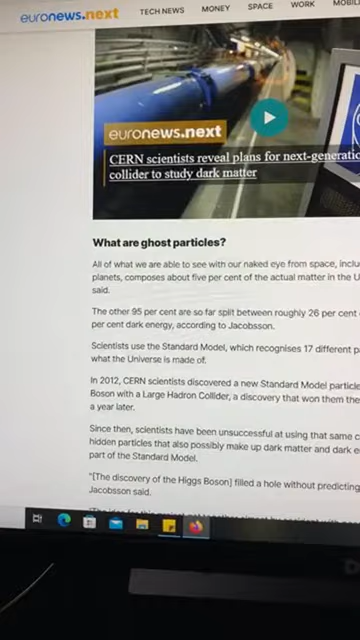 euronews.next TECH NEWS MONEY SPACE WORK
euronews.next
CERN scientists reveal plans for next-generatic
collider to study dark matter
What are ghost particles?
All of what we are able to see with our naked eye from space, inclu
planets, composes about five per cent of the actual matter in the U
said.
The other 95 per cent are so far split between roughly 26 per cent
per cent dark energy, according to Jacobsson.
Scientists use the Standard Model, which recognises 17 different p
what the Universe is made of.
In 2012, CERN scientists discovered a new Standard Model particle
Boson with a Large Hadron Collider, a discovery that won them the
a year later.
Since then, scientists have been unsuccessful at using that same c
hidden particles that also possibly make up dark matter and dark e
part of the Standard Model.
"[The discovery of the Higgs Boson] filled a hole without predicting
Jacobsson said.